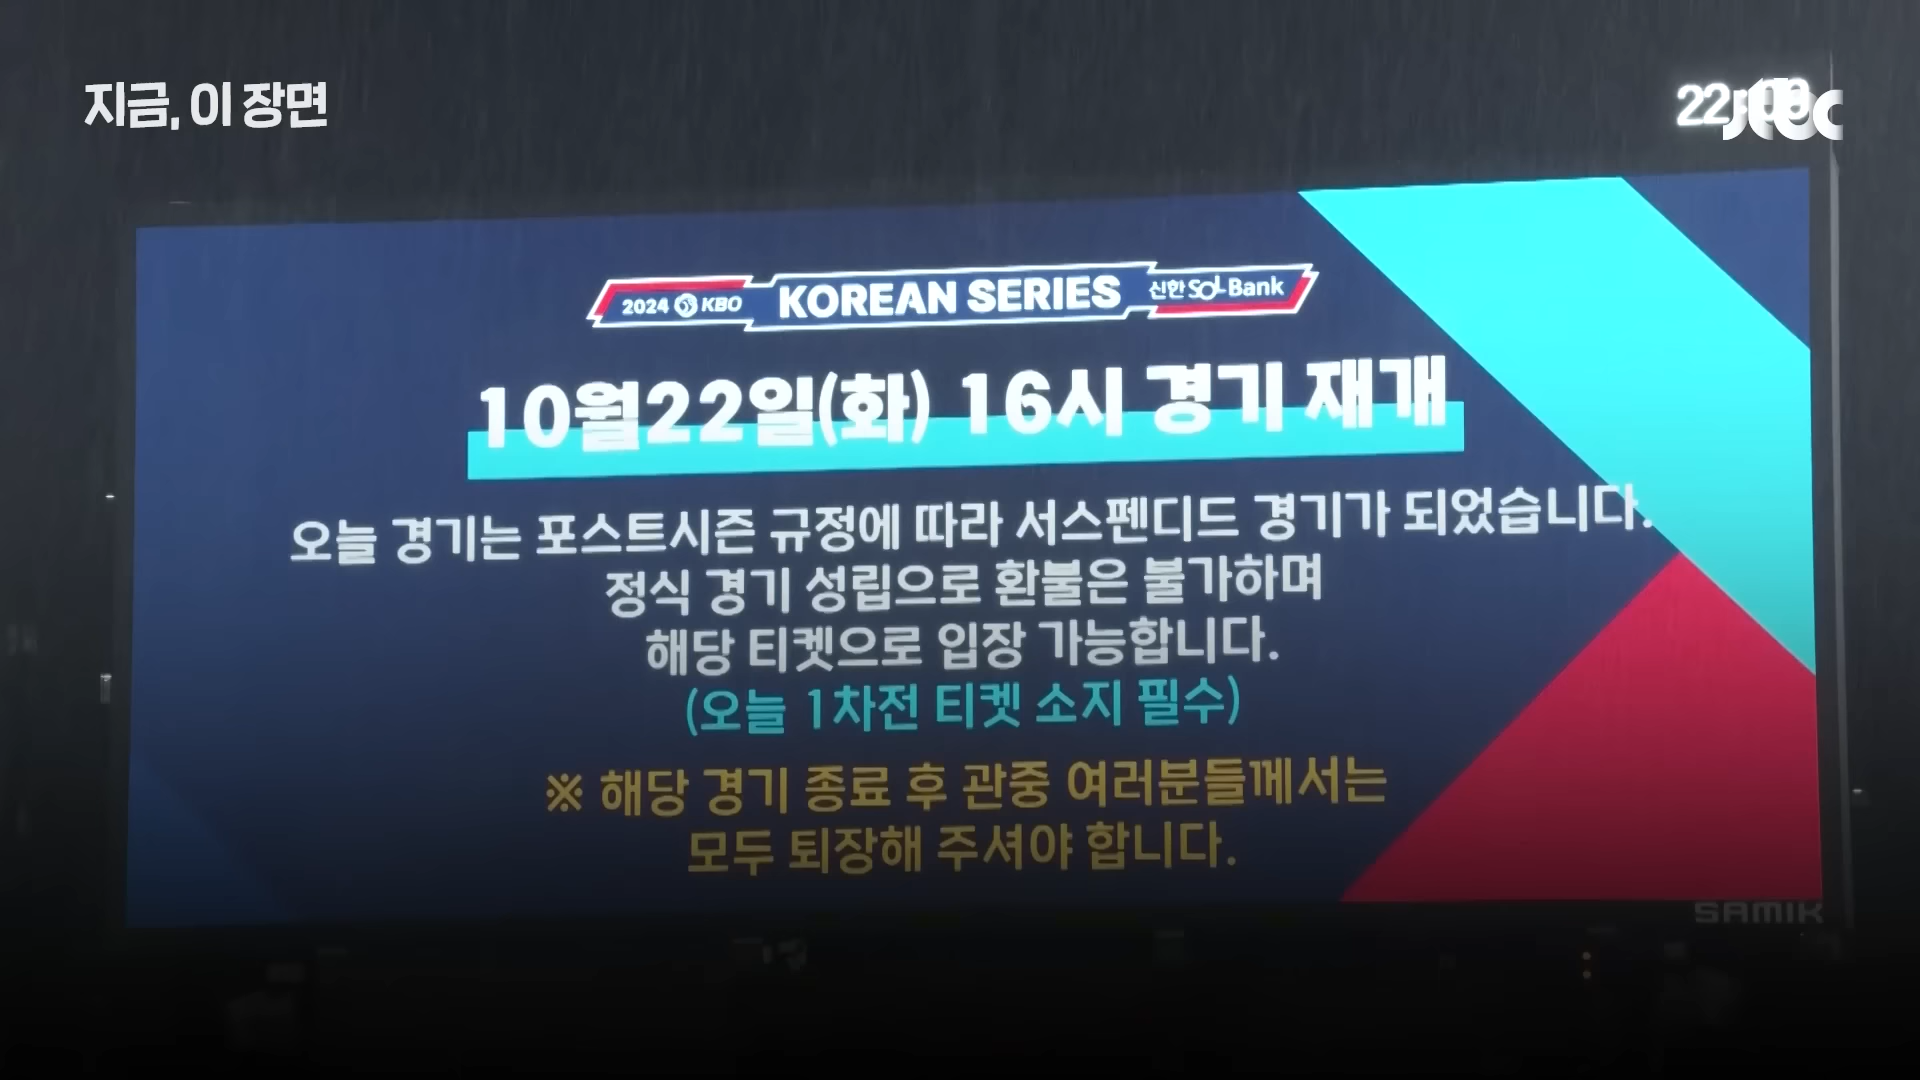 지금, 이 장면
jtbc
2024 KBO KOREAN SERIES 신한 SOL Bank
10월22일(화) 16시 경기 재개
오늘 경기는 포스트시즌 규정에 따라 서스펜디드 경기가 되었습니다.
정식 경기 성립으로 환불은 불가하며
해당 티켓으로 입장 가능합니다.
(오늘 1차전 티켓 소지 필수)
※ 해당 경기 종료 후 관중 여러분들께서는
모두 퇴장해 주셔야 합니다.
SAMIK